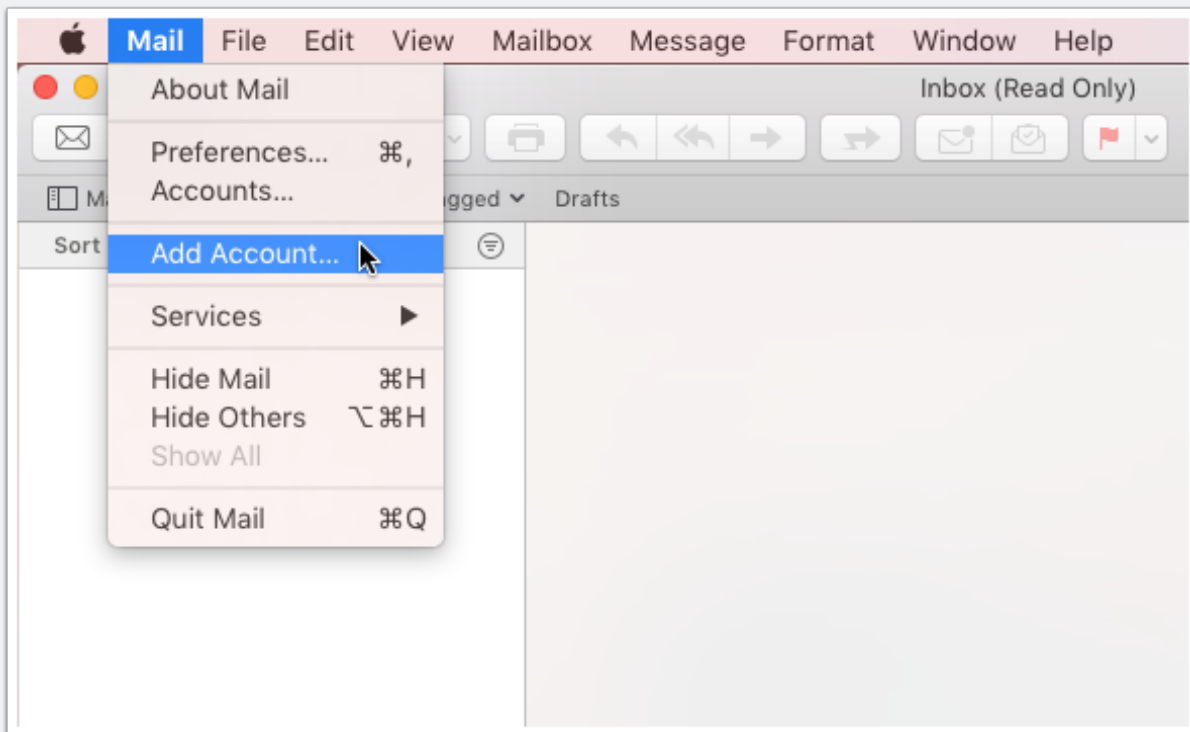 Mail File Edit View Mailbox Message Format Window Help
About Mail
Inbox (Read Only)
Preferences... ⌘,
Accounts...
Drafts
Sort
Add Account...
Services ▶
Hide Mail ⌘H
Hide Others ⌥⌘H
Show All
Quit Mail ⌘Q